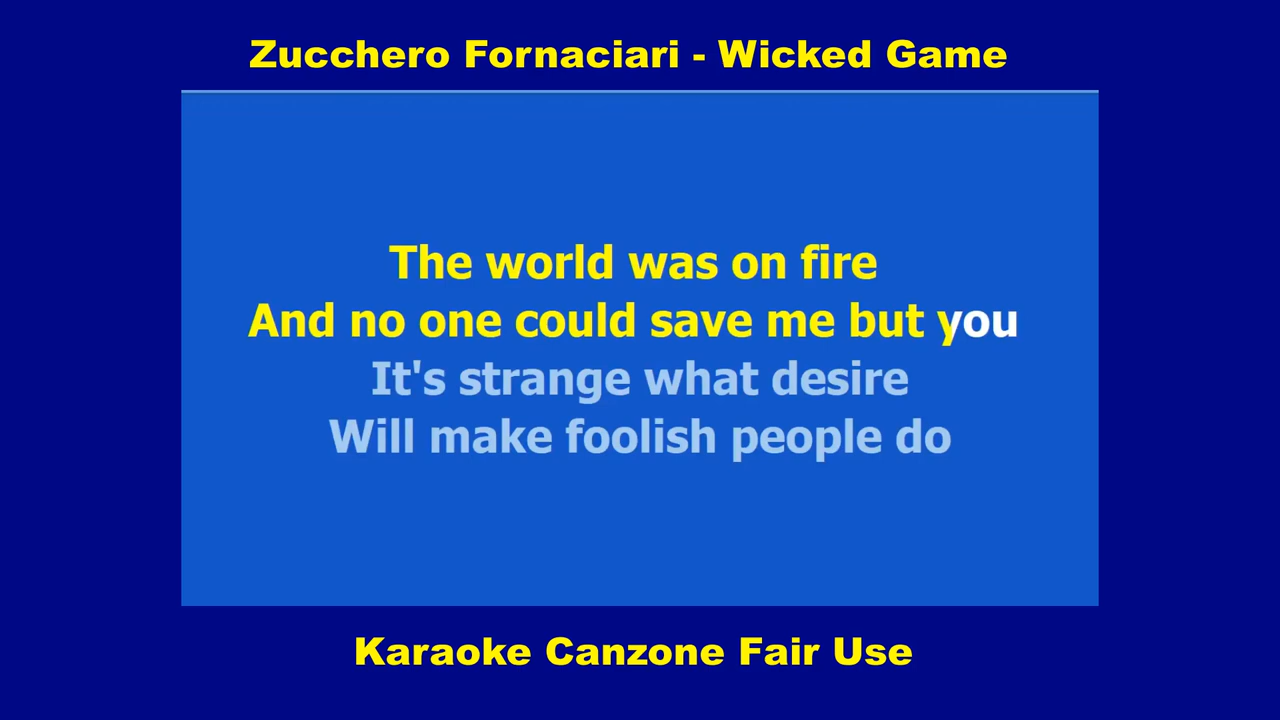 Zucchero Fornaciari - Wicked Game
The world was on fire
And no one could save me but you
It's strange what desire
Will make foolish people do
Karaoke Canzone Fair Use